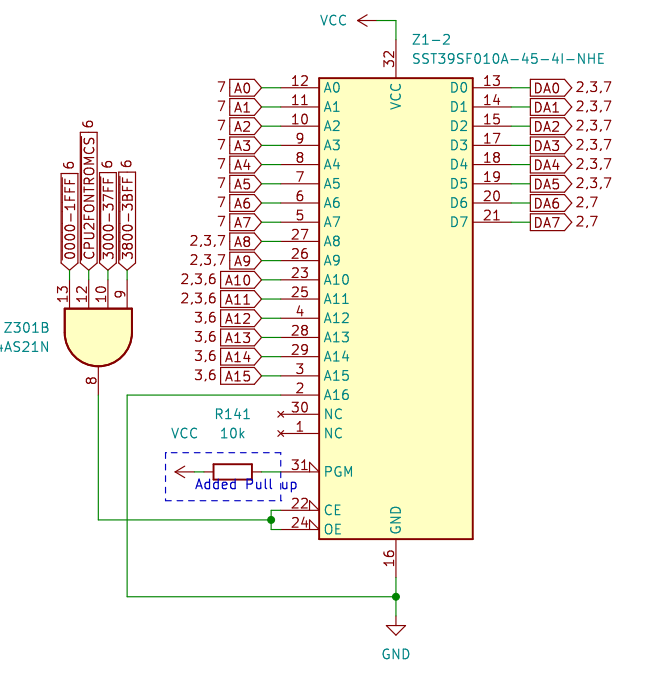 VCC
Z1-2
SST39SF010A-45-4I-NHE
32
VCC
7 A0 12 A0
7 A1 11 A1
7 A2 10 A2
7 A3 9 A3
7 A4 8 A4
7 A5 7 A5
7 A6 6 A6
7 A7 5 A7
2,3,7 A8 27 A8
2,3,7 A9 26 A9
2,3,6 A10 23 A10
2,3,6 A11 25 A11
3,6 A12 4 A12
3,6 A13 28 A13
3,6 A14 29 A14
3,6 A15 3 A15
2 A16
30 NC
1 NC
31 PGM
22 CE
24 OE
D0 13 DA0 2,3,7
D1 14 DA1 2,3,7
D2 15 DA2 2,3,7
D3 17 DA3 2,3,7
D4 18 DA4 2,3,7
D5 19 DA5 2,3,7
D6 20 DA6 2,7
D7 21 DA7 2,7
0000-1FFF 6
CPU2FONTROMCS 6
3000-37FF 6
3800-3BFF 6
13
12
10
9
Z301B
4AS21N
8
R141
VCC 10k
Added Pull up
GND
16
GND